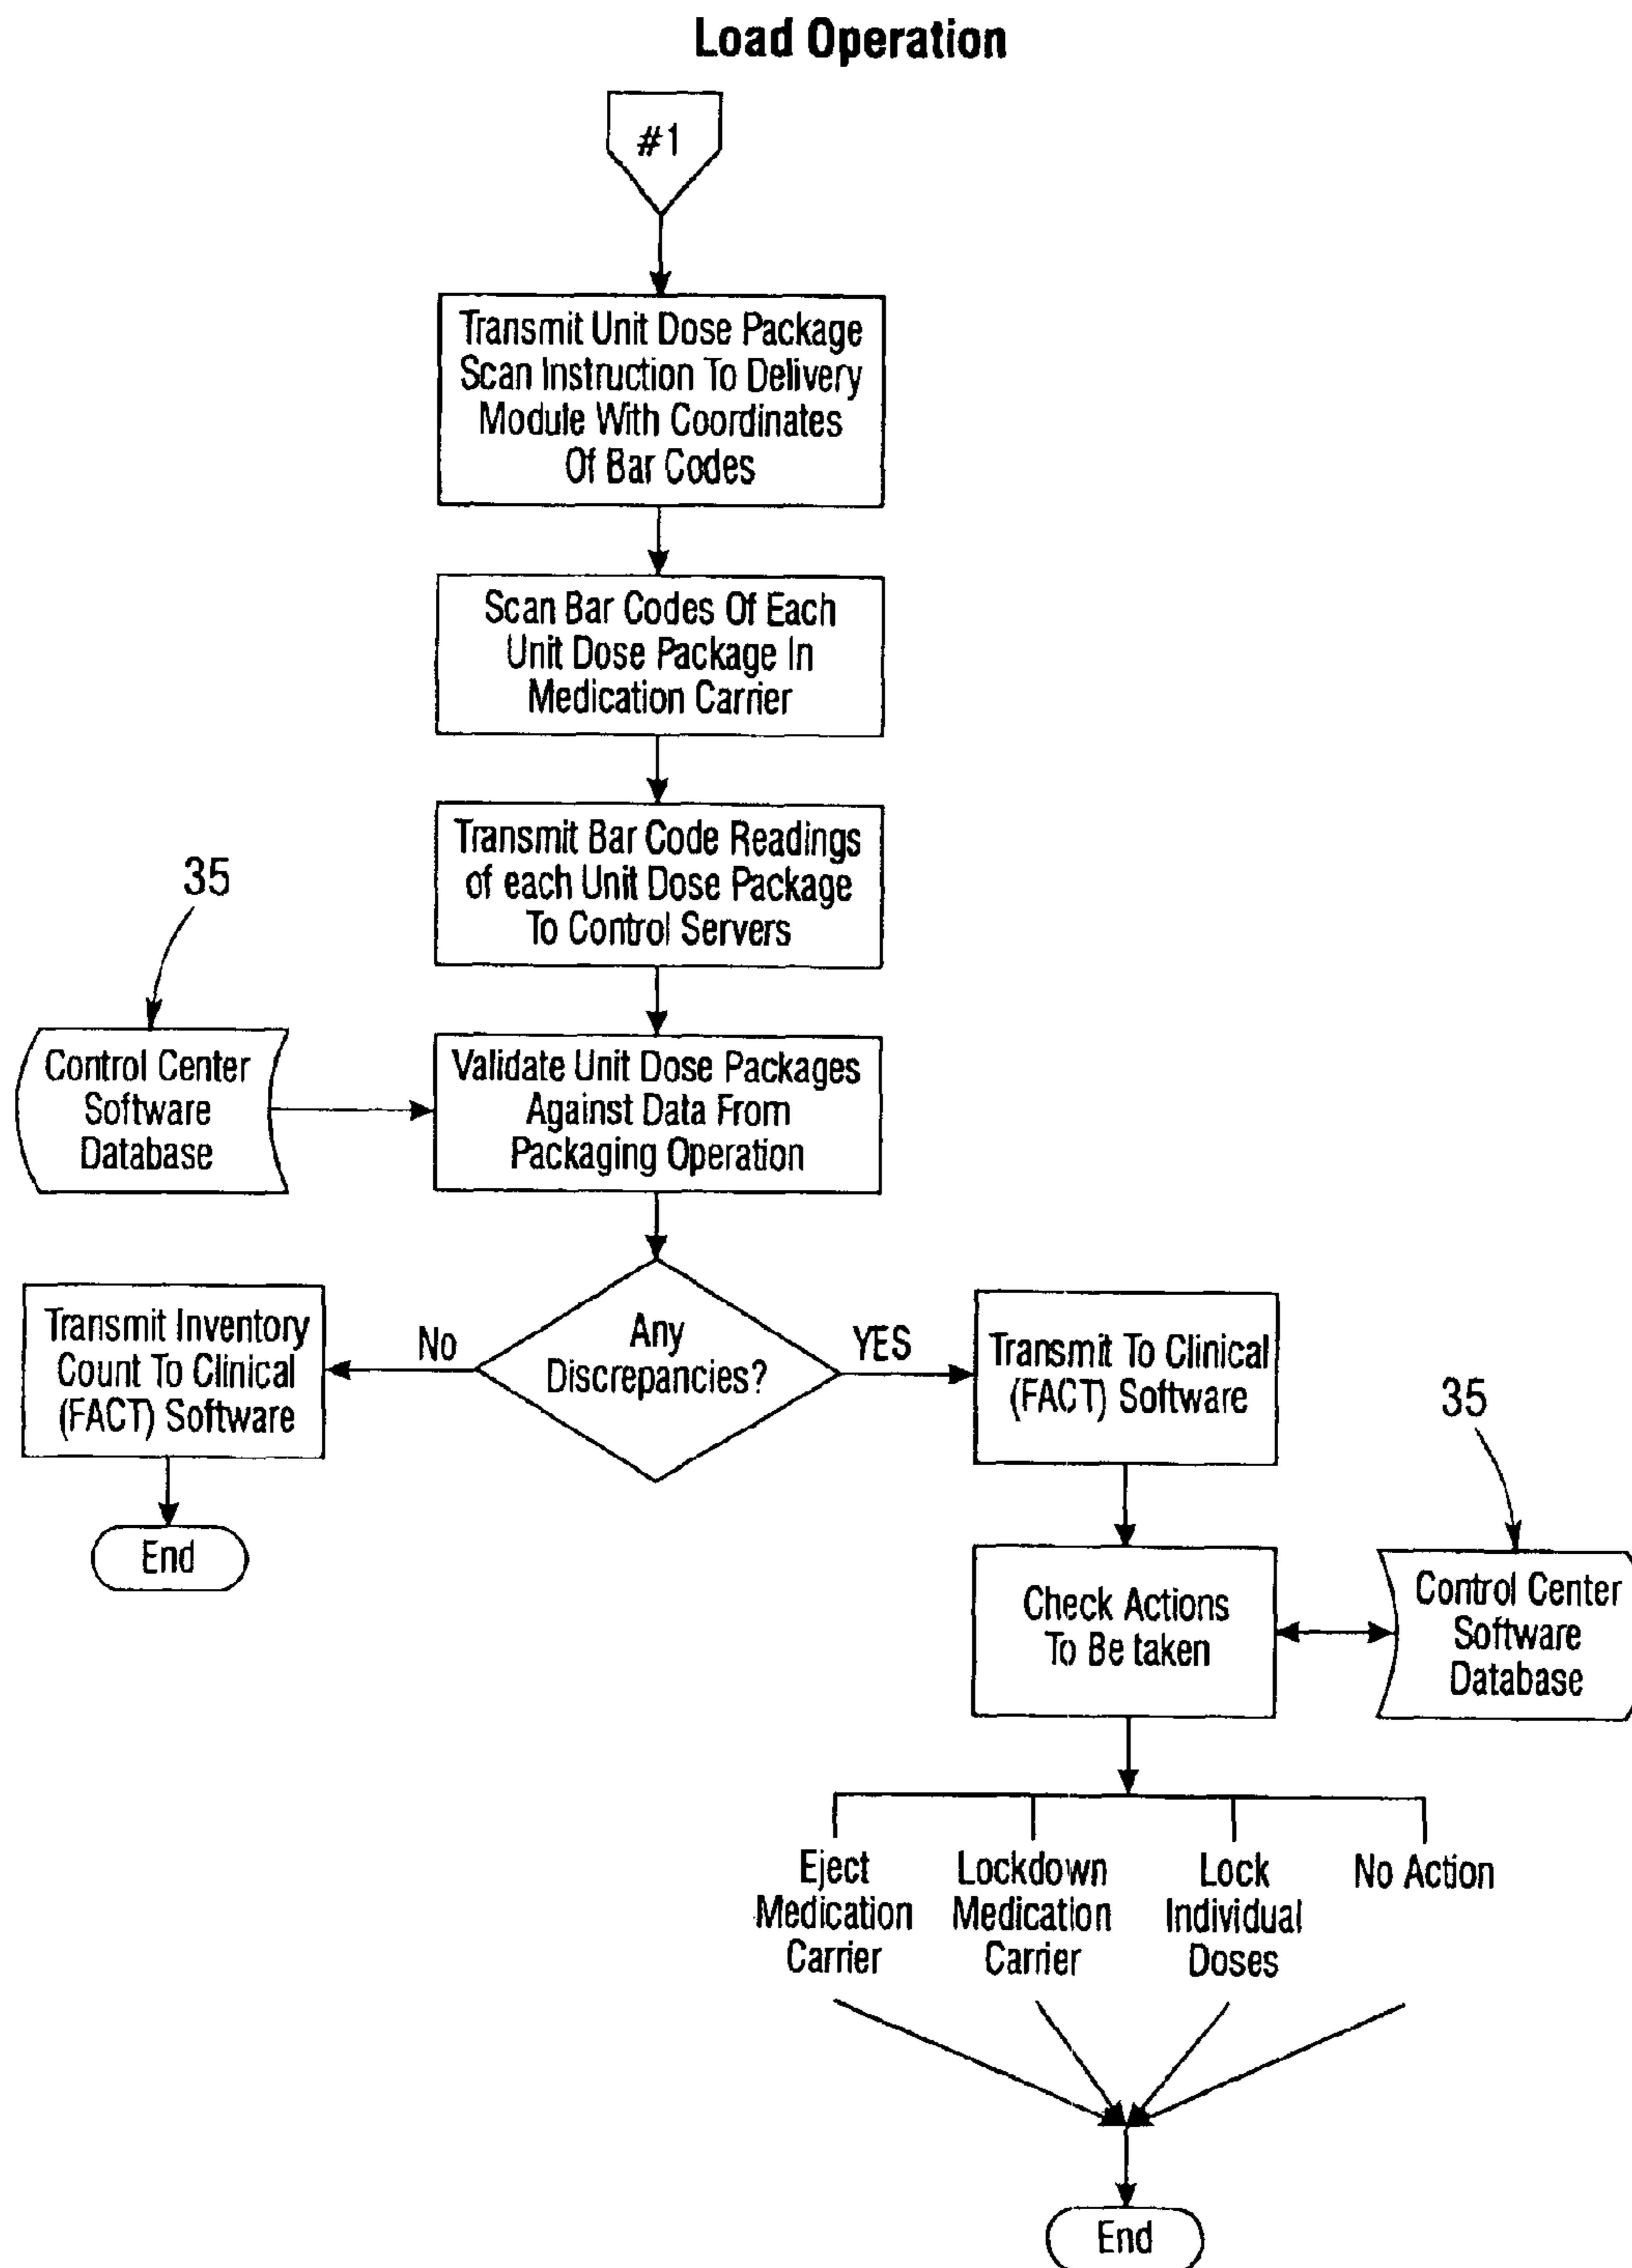 Load Operation
#1
Transmit Unit Dose Package
Scan Instruction To Delivery
Module With Coordinates
Of Bar Codes
Scan Bar Codes Of Each
Unit Dose Package In
Medication Carrier
Transmit Bar Code Readings
of each Unit Dose Package
To Control Servers
35
Control Center
Software
Database
Validate Unit Dose Packages
Against Data From
Packaging Operation
Any
Discrepancies?
No
YES
Transmit Inventory
Count To Clinical
(FACT) Software
End
Transmit To Clinical
(FACT) Software
35
Check Actions
To Be taken
Control Center
Software
Database
Eject
Medication
Carrier
Lockdown
Medication
Carrier
Lock
Individual
Doses
No Action
End